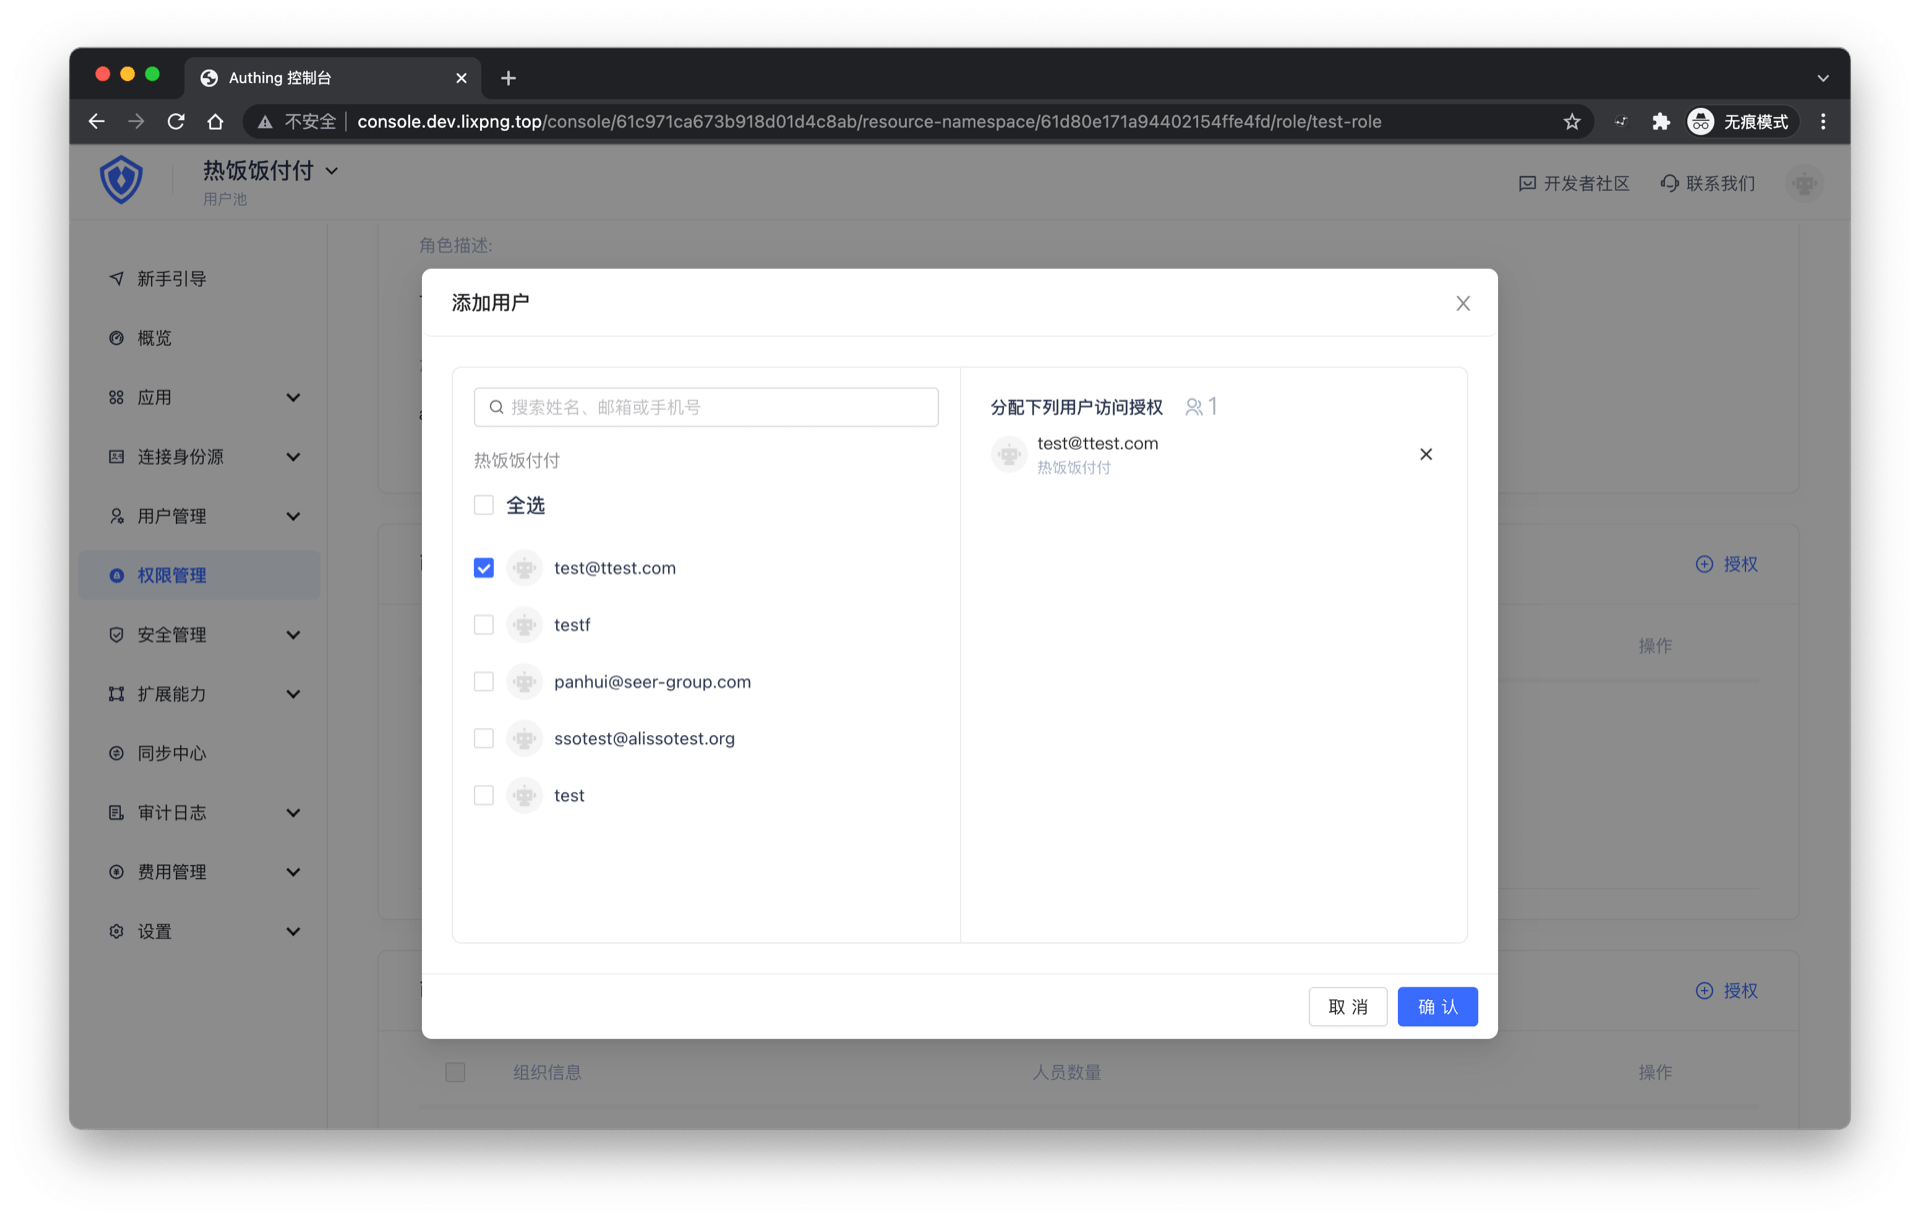 Authing 控制台
不安全
console.dev.lixpng.top/console/61c971ca673b918d01d4c8ab/resource-namespace/61d80e171a94402154ffe4fd/role/test-role
无痕模式
热饭饭付付
用户池
开发者社区
联系我们
新手引导
概览
应用
连接身份源
用户管理
权限管理
安全管理
扩展能力
同步中心
审计日志
费用管理
设置
角色描述:
添加用户
搜索姓名、邮箱或手机号
热饭饭付付
全选
test@ttest.com
testf
panhui@seer-group.com
ssotest@alissotest.org
test
分配下列用户访问授权 1
test@ttest.com
热饭饭付付
取 消
确 认
授权
操作
授权
组织信息
人员数量
操作